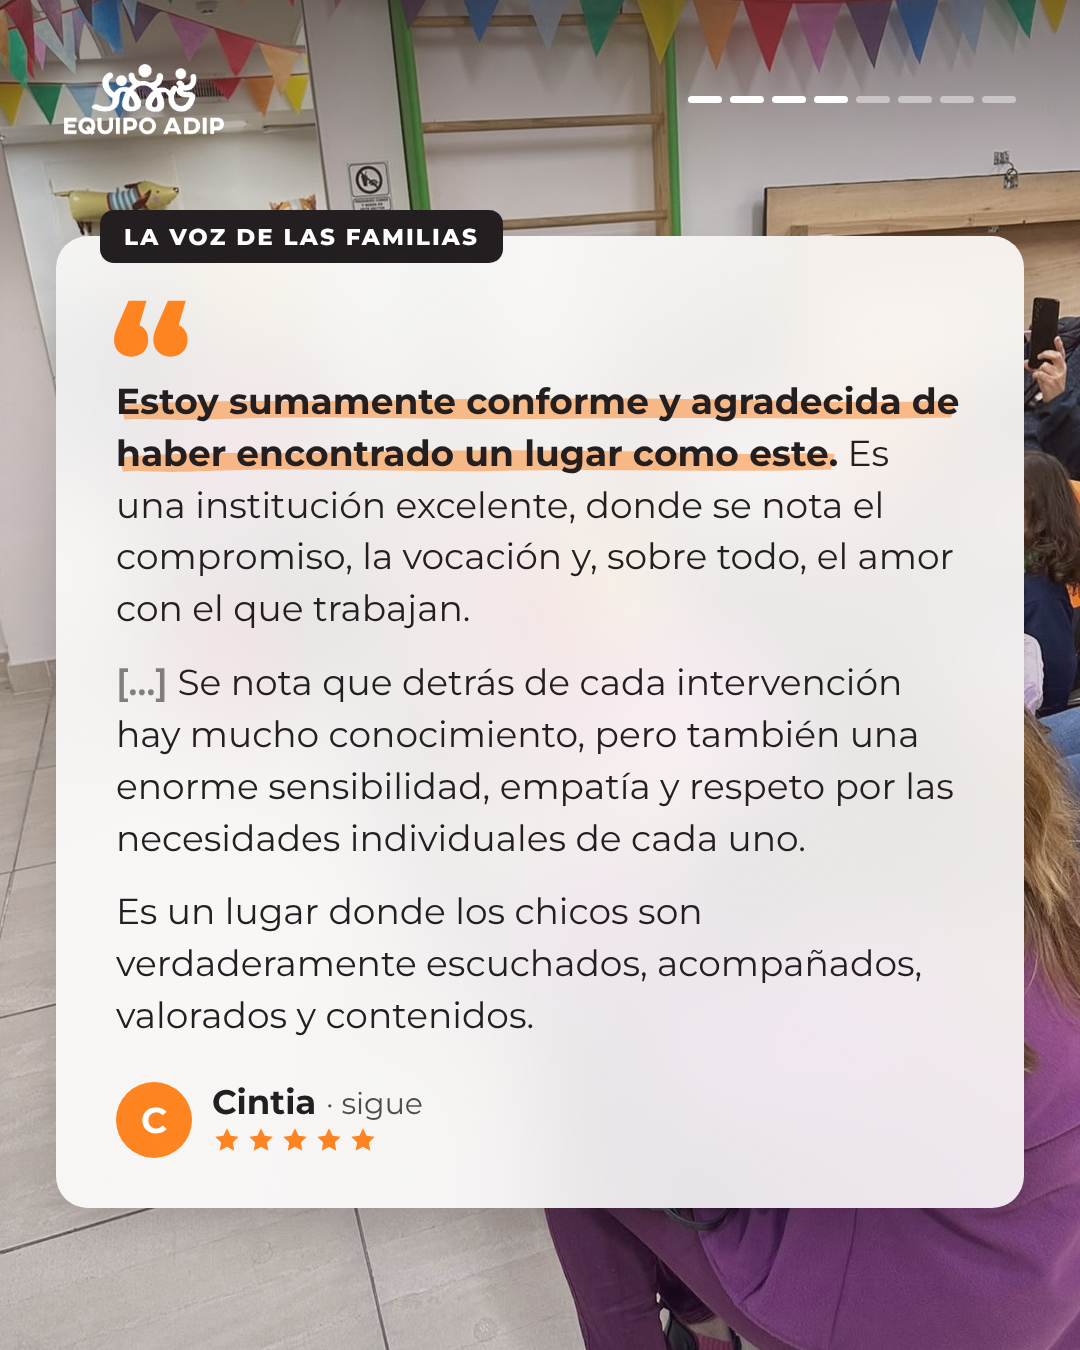 EQUIPO ADIP
LA VOZ DE LAS FAMILIAS
“
Estoy sumamente conforme y agradecida de
haber encontrado un lugar como este. Es
una institución excelente, donde se nota el
compromiso, la vocación y, sobre todo, el amor
con el que trabajan.
[...] Se nota que detrás de cada intervención
hay mucho conocimiento, pero también una
enorme sensibilidad, empatía y respeto por las
necesidades individuales de cada uno.
Es un lugar donde los chicos son
verdaderamente escuchados, acompañados,
valorados y contenidos.
C
Cintia · sigue